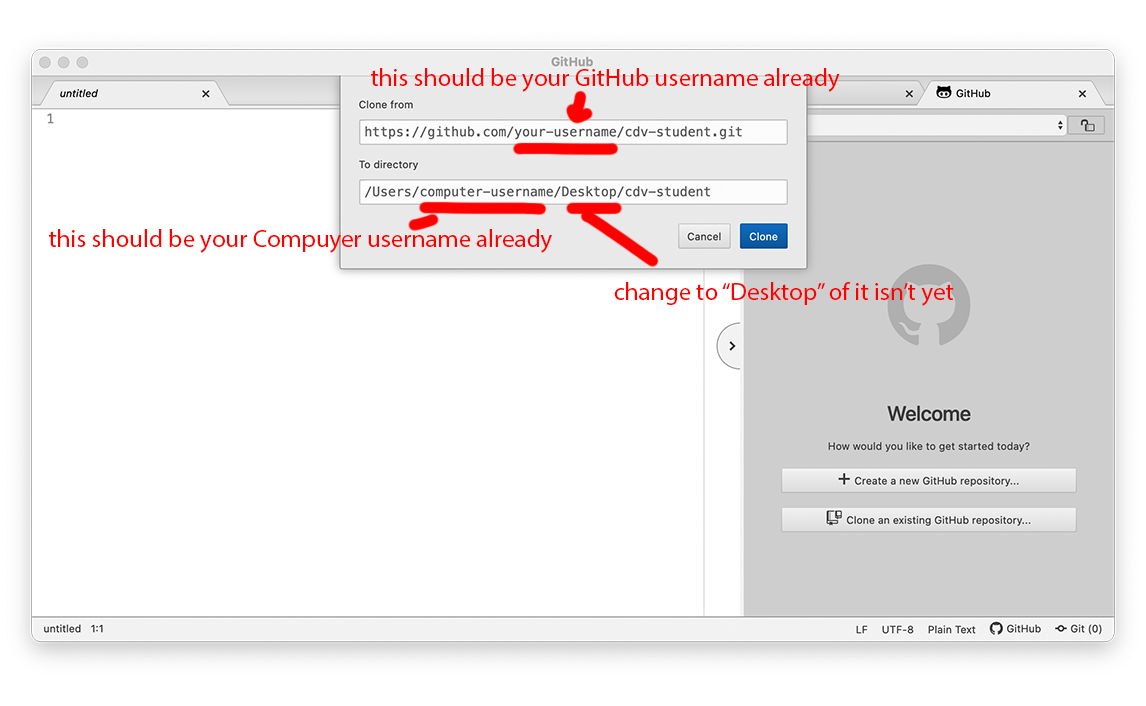 GitHub
this should be your GitHub username already
untitled
GitHub
Clone from
1
https://github.com/your-username/cdv-student.git
To directory
/Users/computer-username/Desktop/cdv-student
this should be your Compuyer username already
Cancel
Clone
change to “Desktop” of it isn’t yet
Welcome
How would you like to get started today?
Create a new GitHub repository...
Clone an existing GitHub repository...
untitled 1:1
LF UTF-8 Plain Text GitHub Git (0)